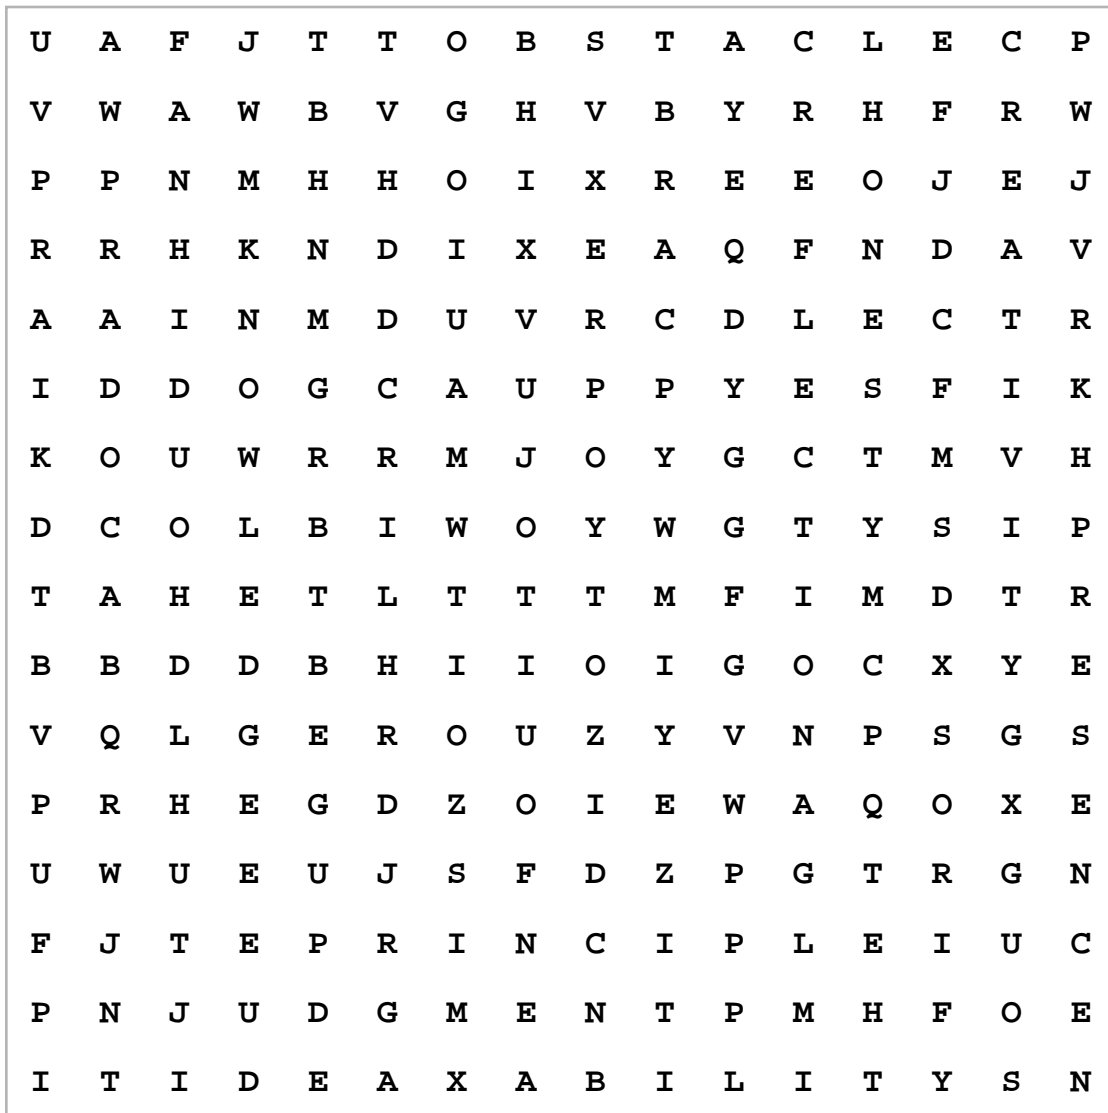 U A F J T T O B S T A C L E C P
V W A W B V G H V B Y R H F R W
P P N M H H O I X R E E O J E J
R R H K N D I X E A Q F N D A V
A A I N M D U V R C D L E C T R
I D D O G C A U P P Y E S F I K
K O U W R R M J O Y G C T M V H
D C O L B I W O Y W G T Y S I P
T A H E T L T T T M F I M D T R
B B D D B H I I O I G O C X Y E
V Q L G E R O U Z Y V N P S G S
P R H E G D Z O I E W A Q O X E
U W U E U J S F D Z P G T R G N
F J T E P R I N C I P L E I U C
P N J U D G M E N T P M H F O E
I T I D E A X A B I L I T Y S N